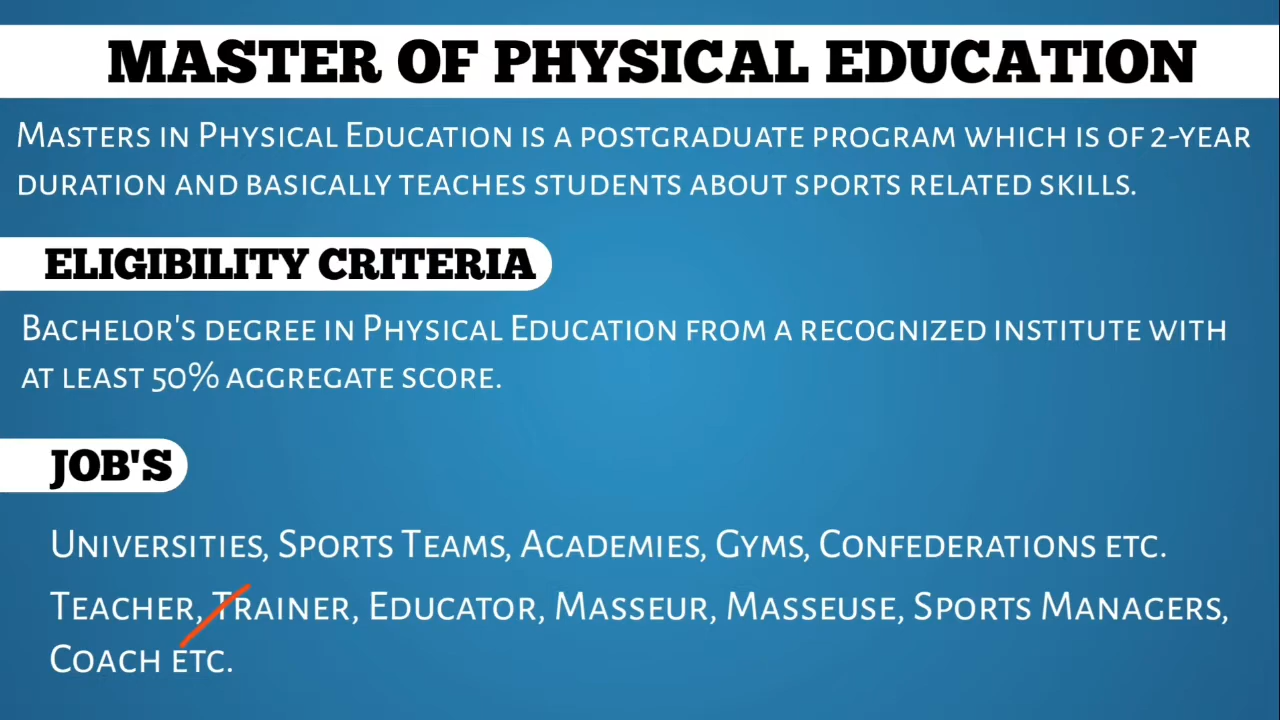 MASTER OF PHYSICAL EDUCATION
Masters in Physical Education is a postgraduate program which is of 2-year
duration and basically teaches students about sports related skills.
ELIGIBILITY CRITERIA
Bachelor's degree in Physical Education from a recognized institute with
at least 50% aggregate score.
JOB'S
Universities, Sports Teams, Academies, Gyms, Confederations etc.
Teacher, Trainer, Educator, Masseur, Masseuse, Sports Managers,
Coach etc.